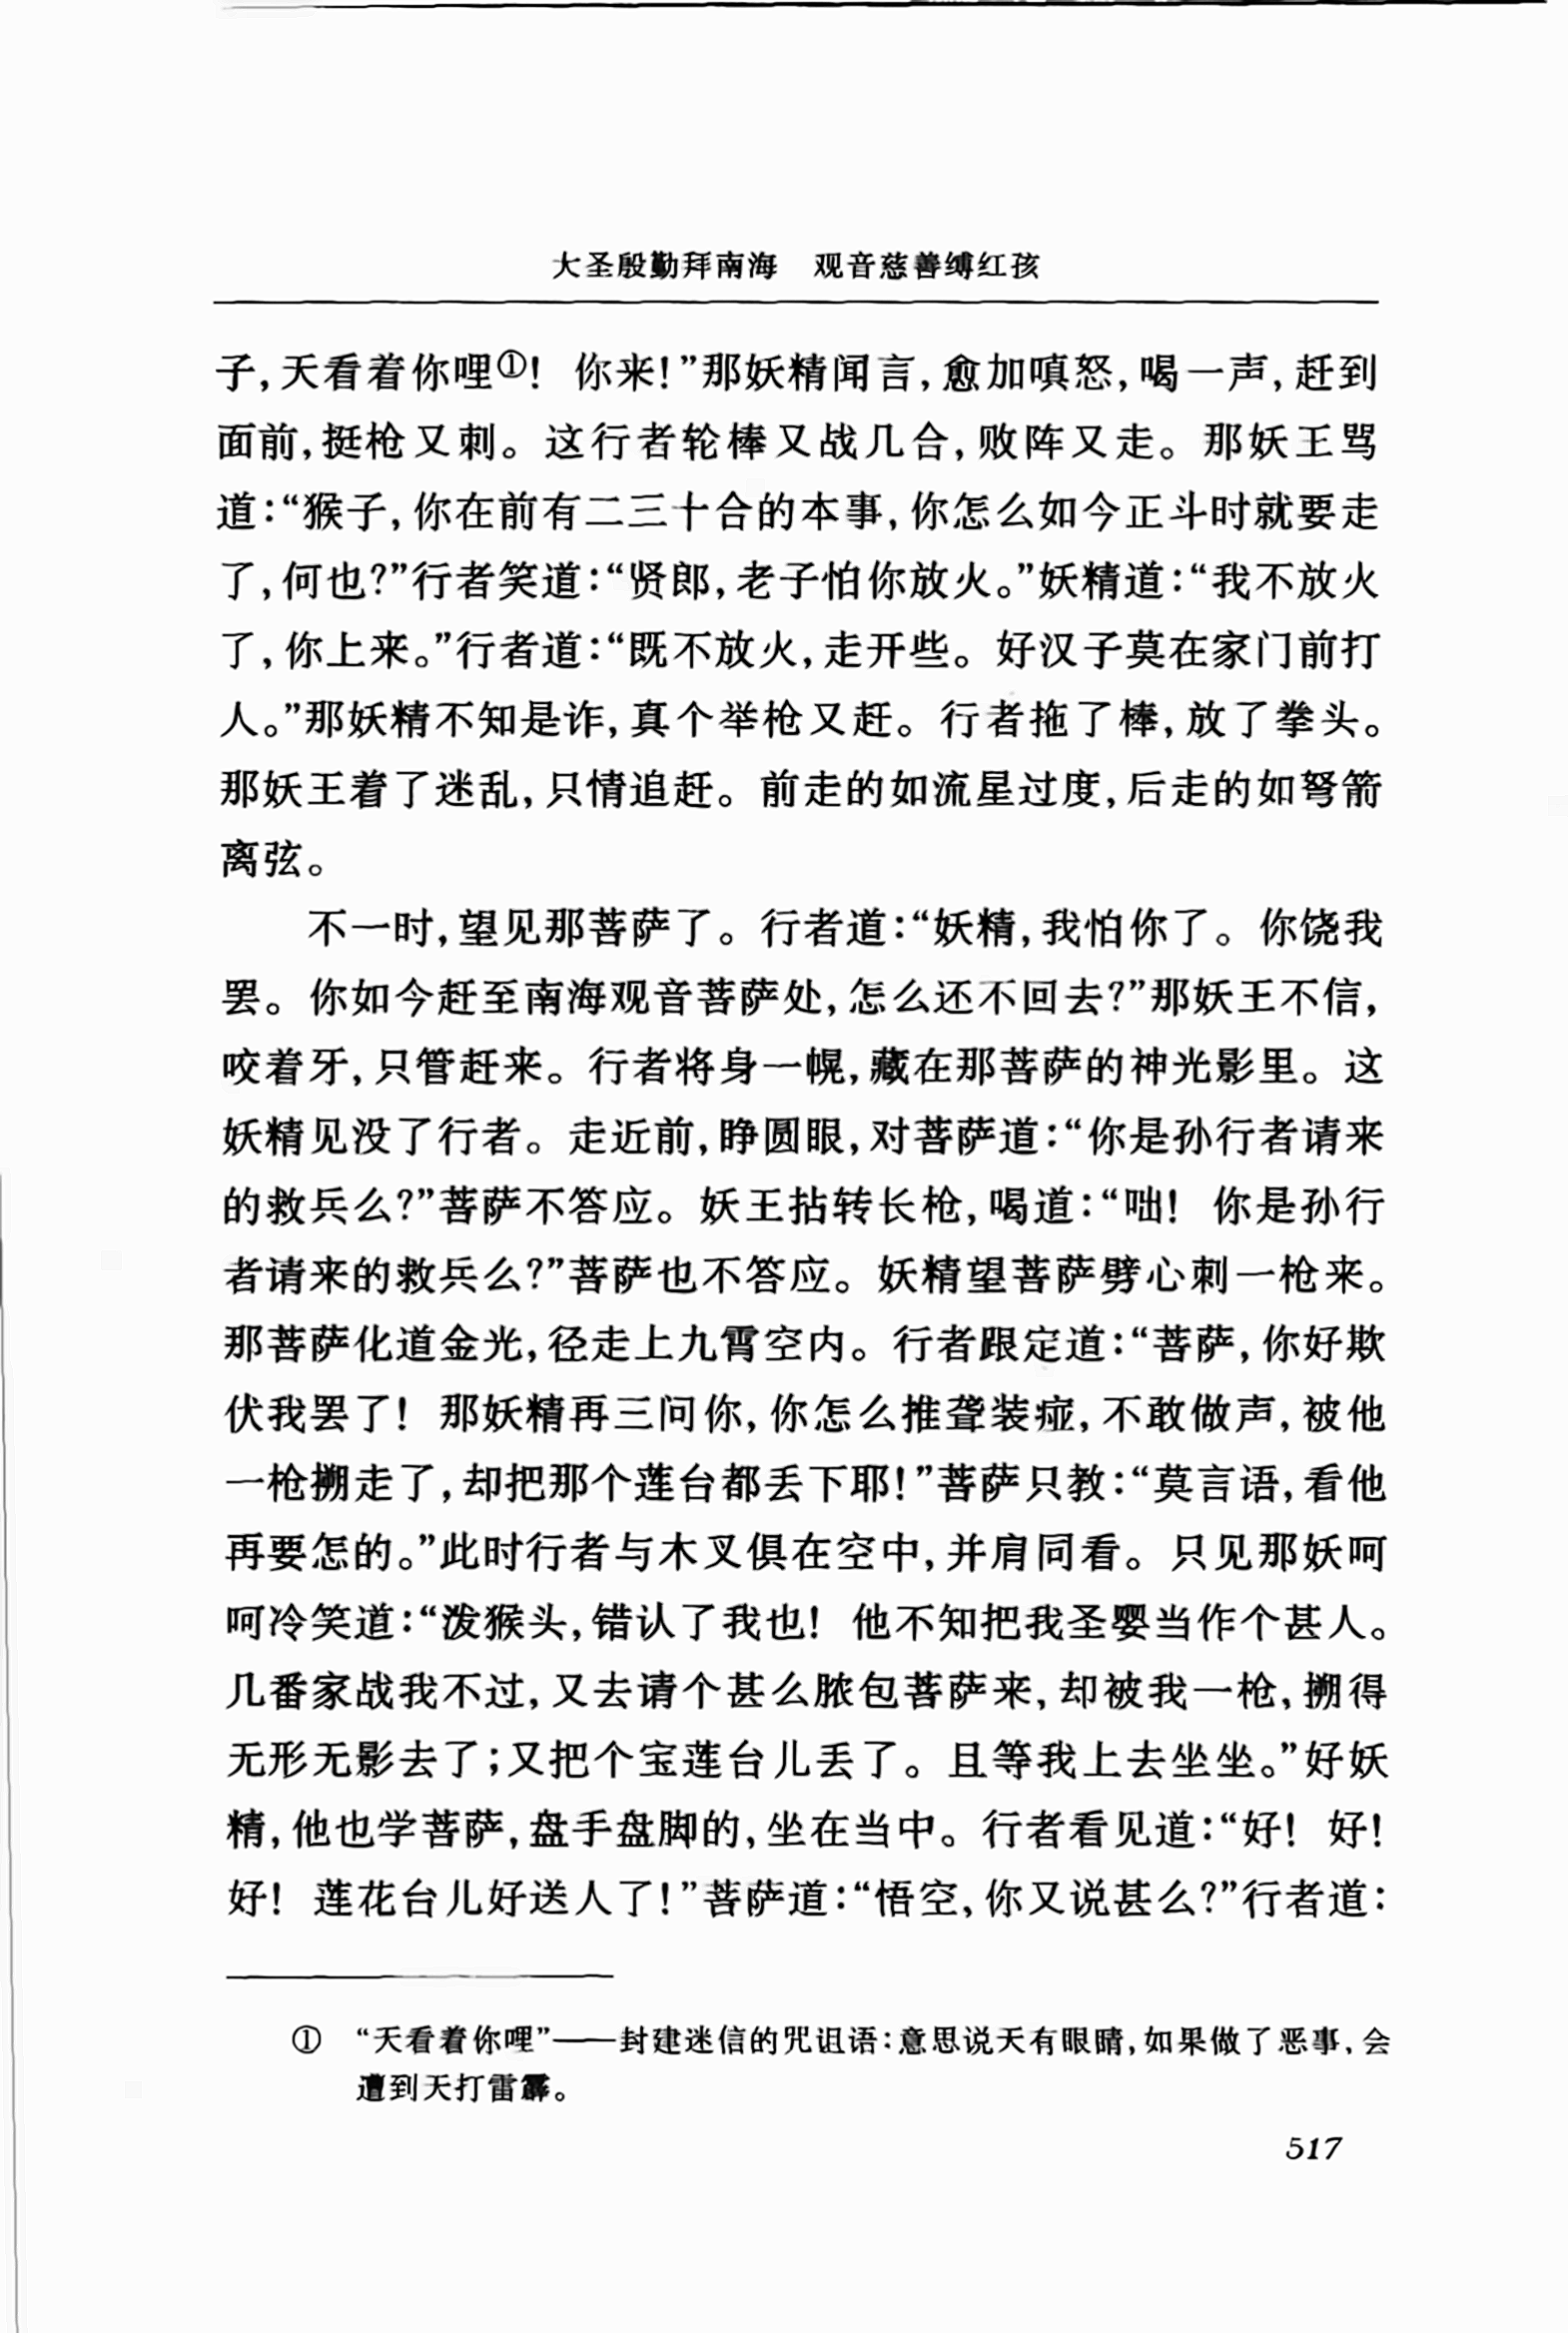 大圣殷勤拜南海　观音慈善缚红孩
子,天看着你哩①! 你来!”那妖精闻言,愈加嗔怒,喝一声,赶到
面前,挺枪又刺。这行者轮棒又战几合,败阵又走。那妖王骂
道:“猴子,你在前有二三十合的本事,你怎么如今正斗时就要走
了,何也?”行者笑道:“贤郎,老子怕你放火。”妖精道:“我不放火
了,你上来。”行者道:“既不放火,走开些。好汉子莫在家门前打
人。”那妖精不知是诈,真个举枪又赶。行者拖了棒,放了拳头。
那妖王着了迷乱,只情追赶。前走的如流星过度,后走的如弩箭
离弦。
不一时,望见那菩萨了。行者道:“妖精,我怕你了。你饶我
罢。你如今赶至南海观音菩萨处,怎么还不回去?”那妖王不信,
咬着牙,只管赶来。行者将身一幌,藏在那菩萨的神光影里。这
妖精见没了行者。走近前,睁圆眼,对菩萨道:“你是孙行者请来
的救兵么?”菩萨不答应。妖王拈转长枪,喝道:“咄! 你是孙行
者请来的救兵么?”菩萨也不答应。妖精望菩萨劈心刺一枪来。
那菩萨化道金光,径走上九霄空内。行者跟定道:“菩萨,你好欺
伏我罢了! 那妖精再三问你,你怎么推聋装痖,不敢做声,被他
一枪搠走了,却把那个莲台都丢下耶!”菩萨只教:“莫言语,看他
再要怎的。”此时行者与木叉俱在空中,并肩同看。只见那妖呵
呵冷笑道:“泼猴头,错认了我也! 他不知把我圣婴当作个甚人。
几番家战我不过,又去请个甚么脓包菩萨来,却被我一枪,搠得
无形无影去了;又把个宝莲台儿丢了。且等我上去坐坐。”好妖
精,他也学菩萨,盘手盘脚的,坐在当中。行者看见道:“好! 好!
好! 莲花台儿好送人了!”菩萨道:“悟空,你又说甚么?”行者道:
① “天看着你哩”——封建迷信的咒诅语:意思说天有眼睛,如果做了恶事,会
遭到天打雷霹。
517